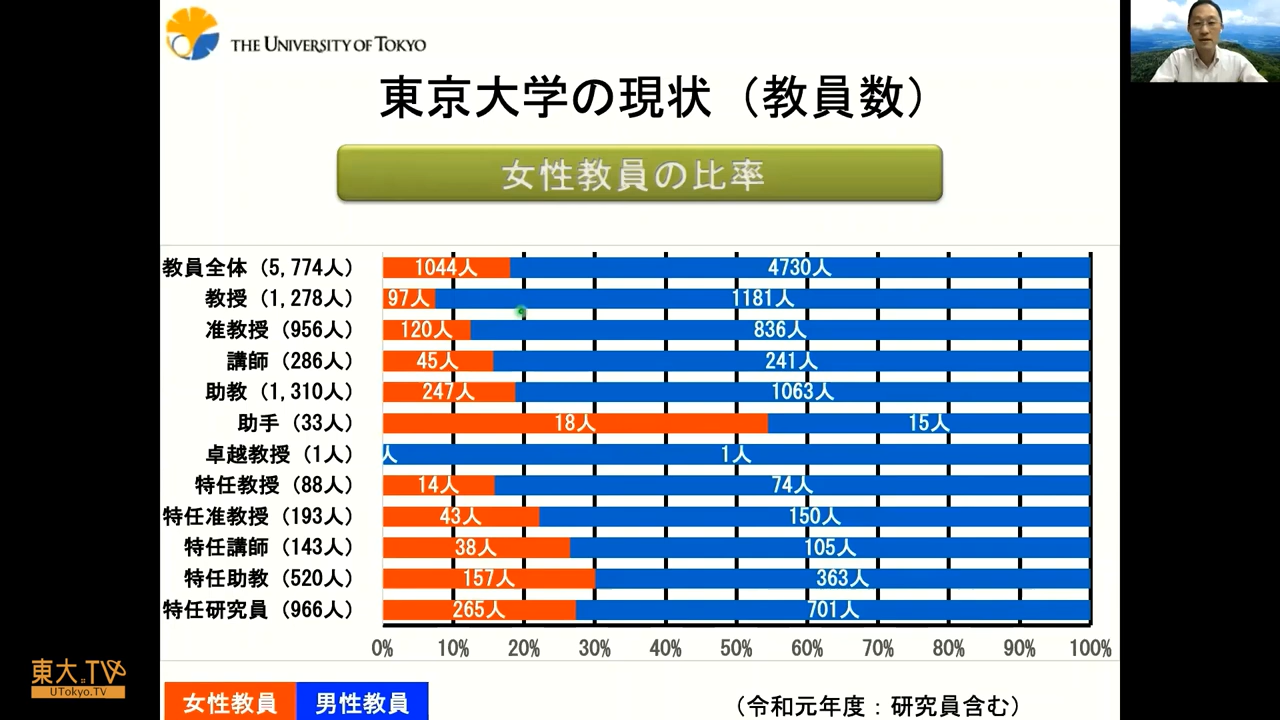 THE UNIVERSITY OF TOKYO
東京大学の現状（教員数）
女性教員の比率
教員全体（5,774人） 1044人 4730人
教授（1,278人） 97人 1181人
准教授（956人） 120人 836人
講師（286人） 45人 241人
助教（1,310人） 247人 1063人
助手（33人） 18人 15人
卓越教授（1人） 人 1人
特任教授（88人） 14人 74人
特任准教授（193人） 43人 150人
特任講師（143人） 38人 105人
特任助教（520人） 157人 363人
特任研究員（966人） 265人 701人
0% 10% 20% 30% 40% 50% 60% 70% 80% 90% 100%
女性教員 男性教員 （令和元年度：研究員含む）
東大.TV
UTokyo.TV